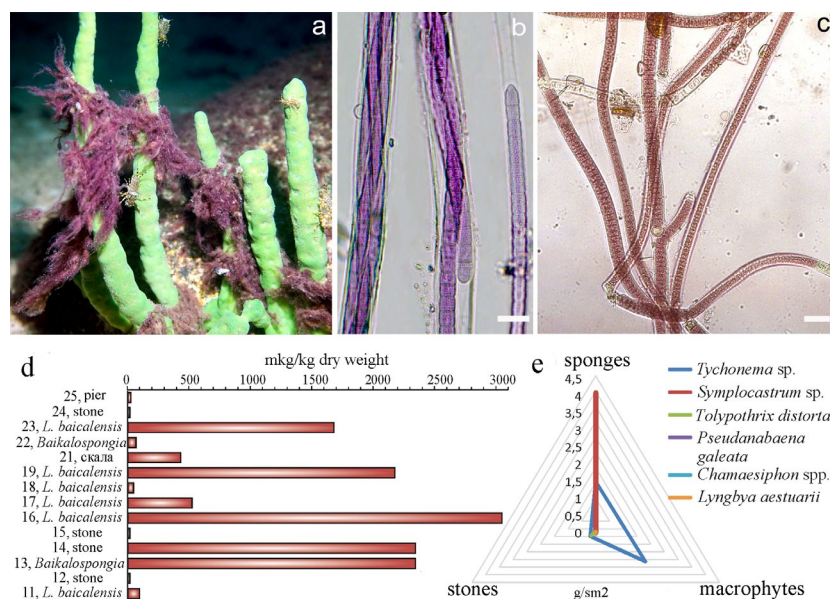 a
b
c
d
mkg/kg dry weight
0 500 1000 1500 2000 2500 3000
25, pier
24, stone
23, L. baicalensis
22, Baikalospongia
21, скала
19, L. baicalensis
18, L. baicalensis
17, L. baicalensis
16, L. baicalensis
15, stone
14, stone
13, Baikalospongia
12, stone
11, L. baicalensis
e
sponges
4,5
4
3,5
3
2,5
2
1,5
1
0,5
0
stones
g/sm2
macrophytes
Tychonema sp.
Symplocastrum sp.
Tolypothrix distorta
Pseudanabaena
galeata
Chamaesiphon spp.
Lyngbya aestuarii